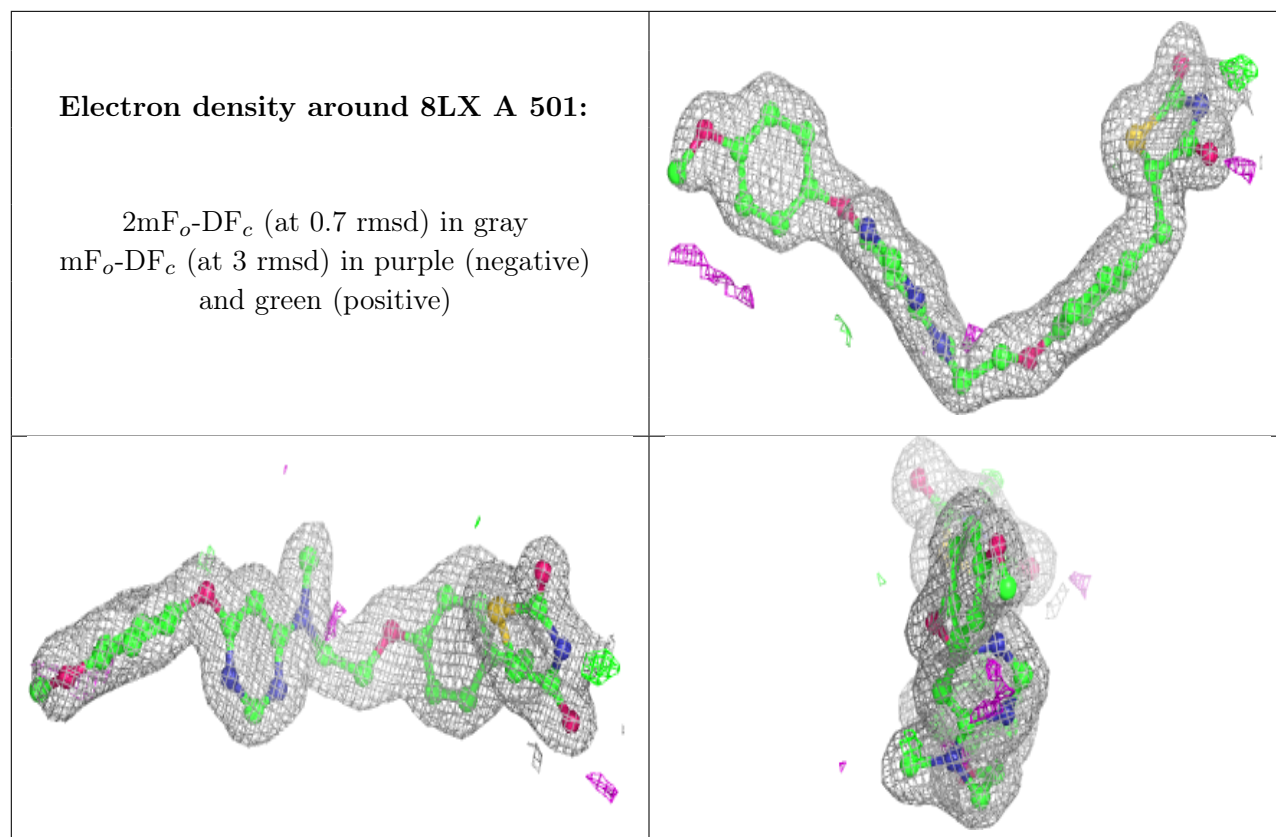 Electron density around 8LX A 501:
2mFₒ-DF𝒸 (at 0.7 rmsd) in gray
mFₒ-DF𝒸 (at 3 rmsd) in purple (negative)
and green (positive)